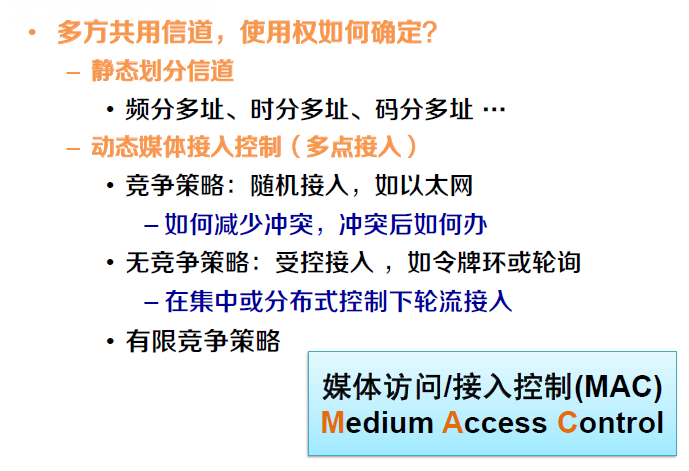 • 多方共用信道，使用权如何确定？
– 静态划分信道
• 频分多址、时分多址、码分多址 …
– 动态媒体接入控制（多点接入）
• 竞争策略：随机接入，如以太网
– 如何减少冲突，冲突后如何办
• 无竞争策略：受控接入 ，如令牌环或轮询
– 在集中或分布式控制下轮流接入
• 有限竞争策略
媒体访问/接入控制(MAC)
Medium Access Control